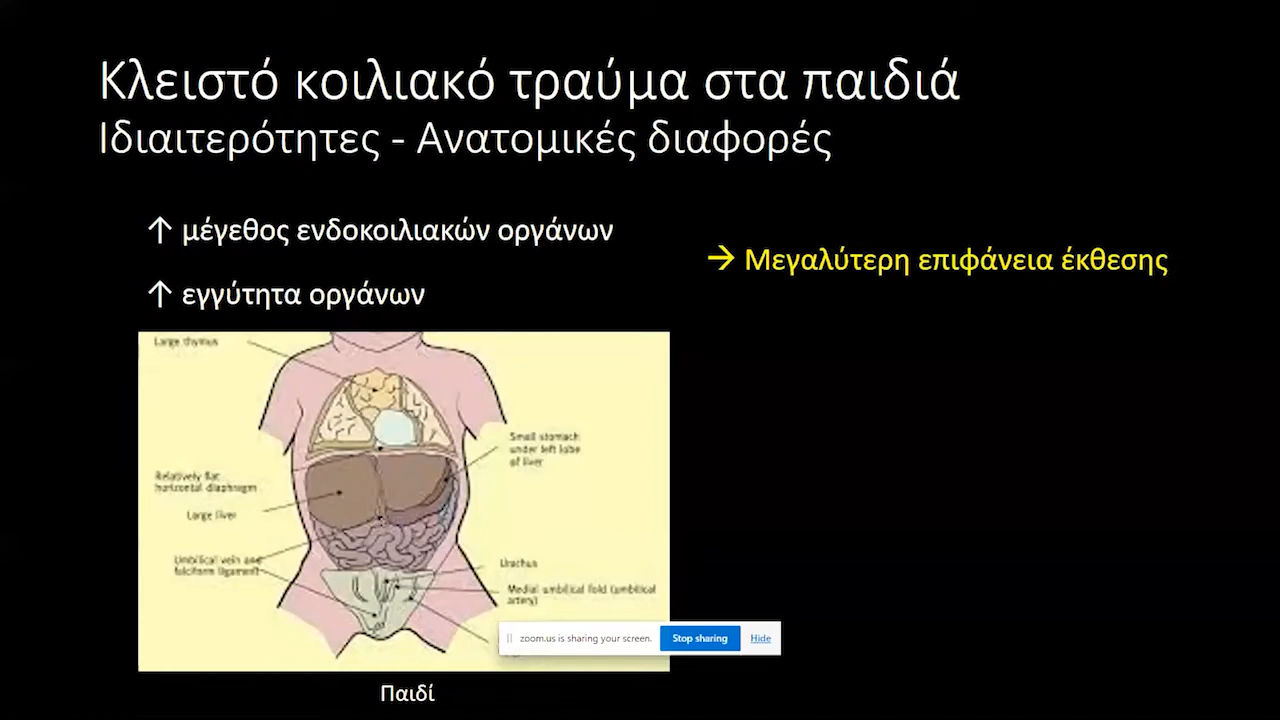 Κλειστό κοιλιακό τραύμα στα παιδιά
Ιδιαιτερότητες - Ανατομικές διαφορές
↑ μέγεθος ενδοκοιλιακών οργάνων
→ Μεγαλύτερη επιφάνεια έκθεσης
↑ εγγύτητα οργάνων
Large thymus
Small stomach
under left lobe
of liver
Relatively flat
horizontal diaphragm
Large liver
Umbilical vein and
falciform ligament
Urachus
Medial umbilical fold (umbilical
artery)
zoom.us is sharing your screen.
Stop sharing
Hide
Παιδί